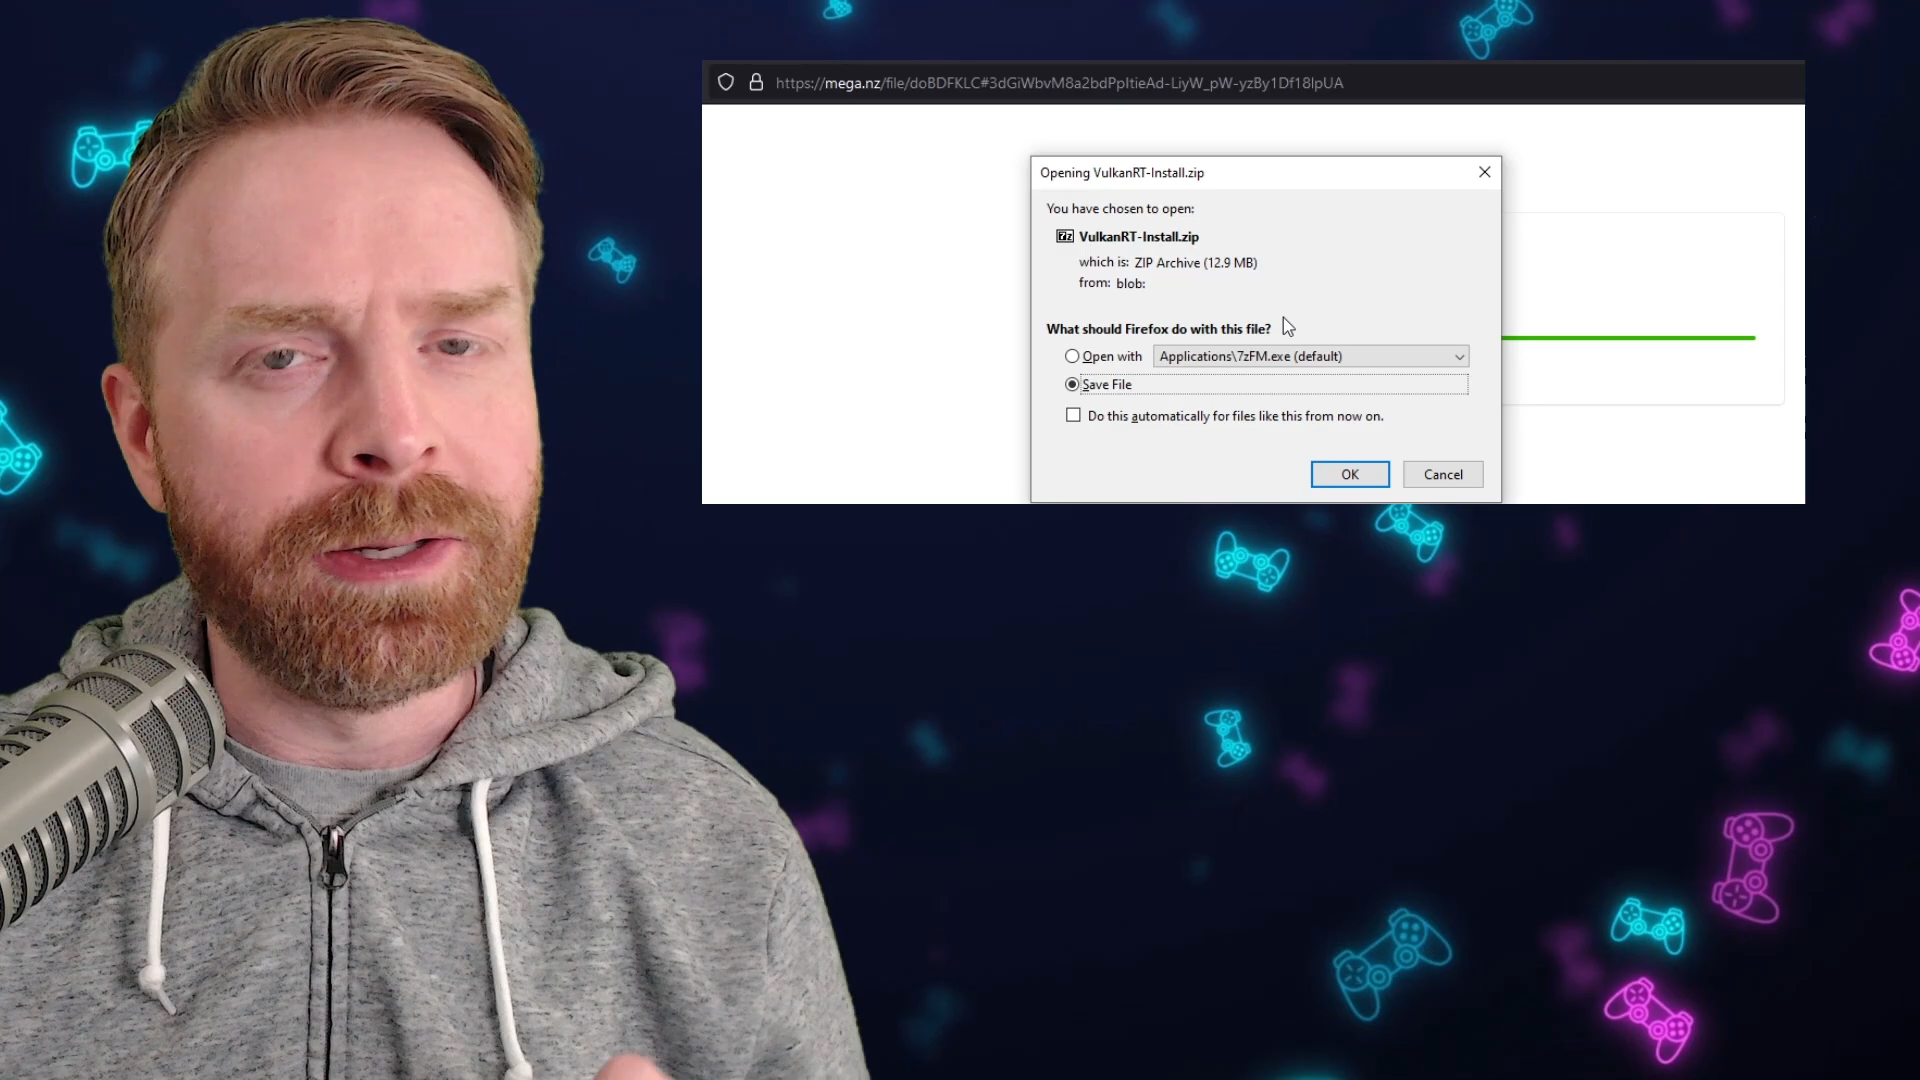 https://mega.nz/file/doBDFKLC#3dGiWbvM8a2bdPpItieAd-LiyW_pW-yzBy1Df18lpUA
Opening VulkanRT-Install.zip
You have chosen to open:
7z VulkanRT-Install.zip
which is: ZIP Archive (12.9 MB)
from: blob:
What should Firefox do with this file?
Open with Applications\7zFM.exe (default)
Save File
Do this automatically for files like this from now on.
OK Cancel